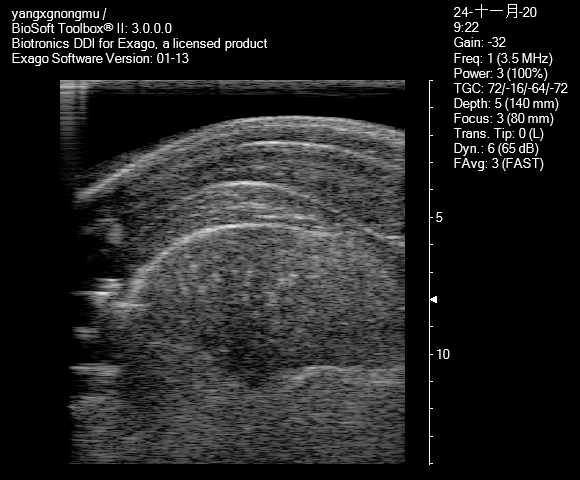 yangxgnongmu /
BioSoft Toolbox® II: 3.0.0.0
Biotronics DDI for Exago, a licensed product
Exago Software Version: 01-13
24-十一月-20
9:22
Gain: -32
Freq: 1 (3.5 MHz)
Power: 3 (100%)
TGC: 72/-16/-64/-72
Depth: 5 (140 mm)
Focus: 3 (80 mm)
Trans. Tip: 0 (L)
Dyn.: 6 (65 dB)
FAvg: 3 (FAST)
5
10